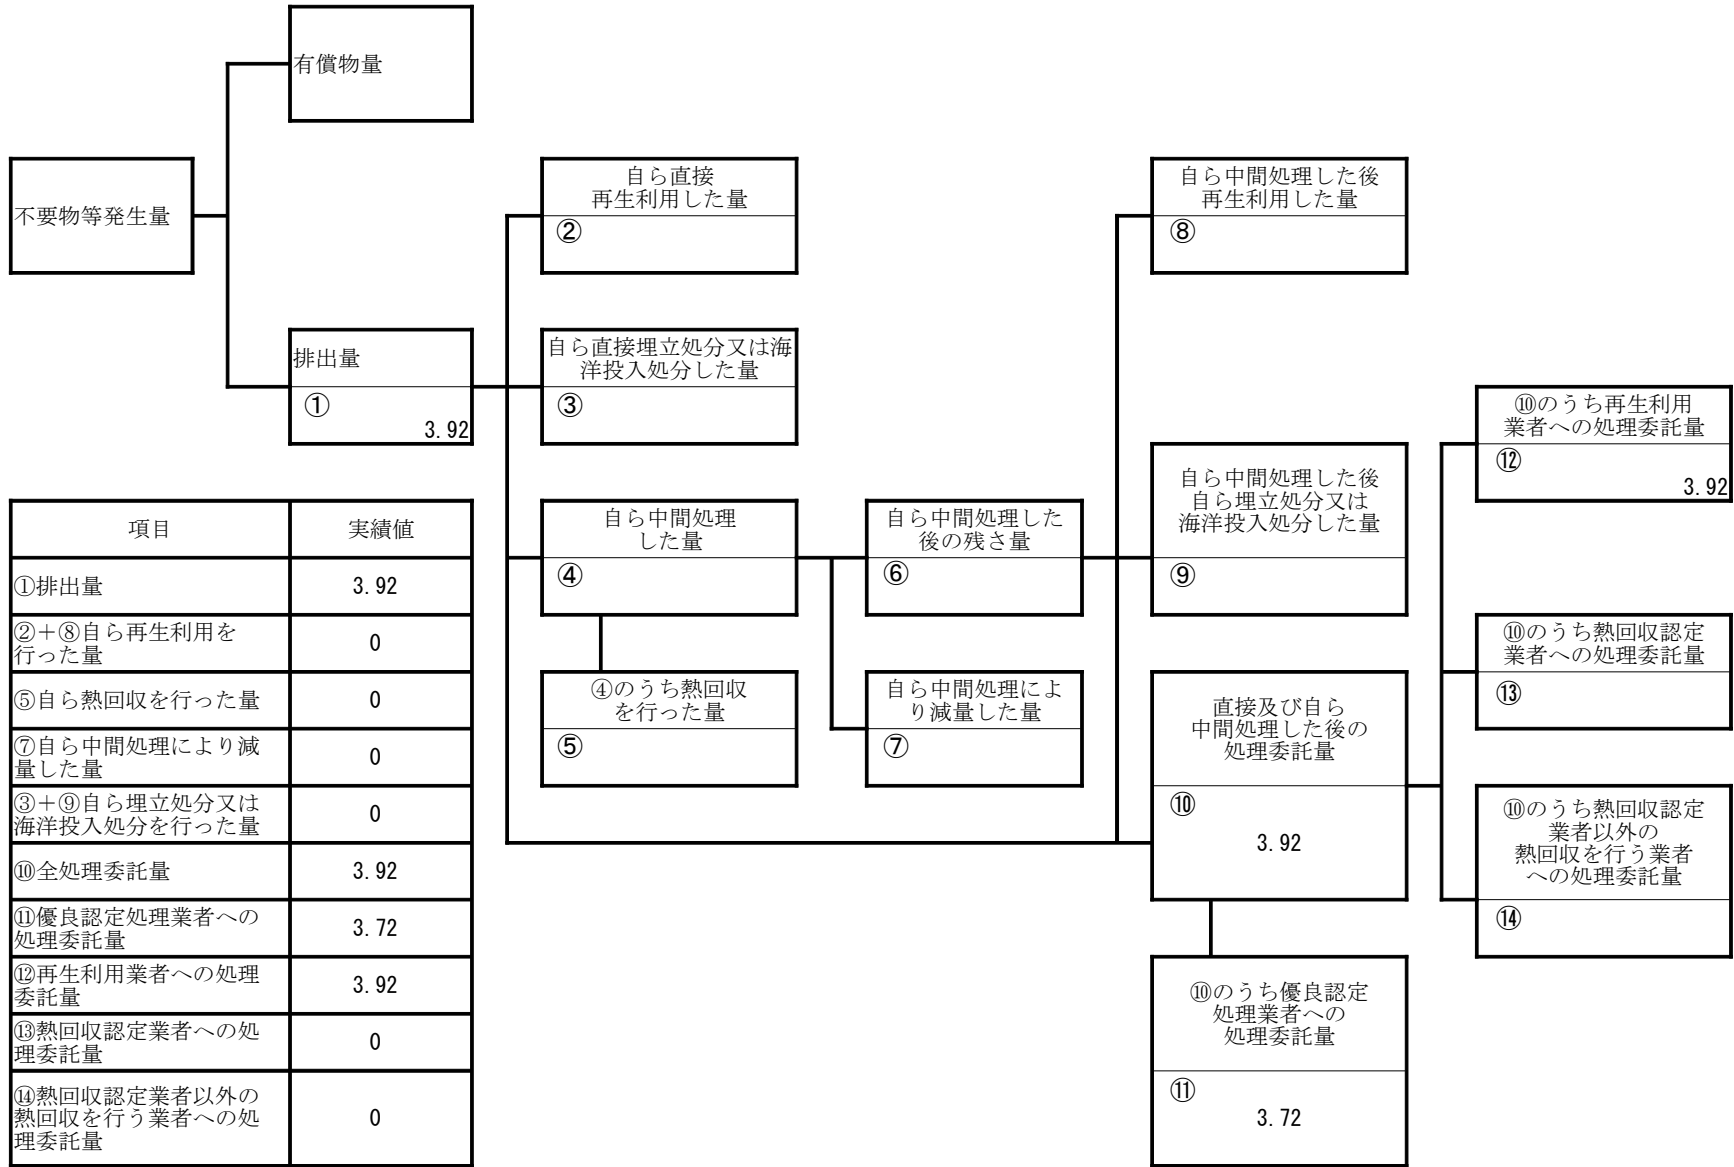 有償物量
不要物等発生量
自ら直接
再生利用した量
②
自ら中間処理した後
再生利用した量
⑧
排出量
①
3.92
自ら直接埋立処分又は海
洋投入処分した量
③
自ら中間処理
した量
④
自ら中間処理した
後の残さ量
⑥
自ら中間処理した後
自ら埋立処分又は
海洋投入処分した量
⑨
⑩のうち再生利用
業者への処理委託量
⑫
3.92
④のうち熱回収
を行った量
⑤
自ら中間処理によ
り減量した量
⑦
直接及び自ら
中間処理した後の
処理委託量
⑩
3.92
⑩のうち熱回収認定
業者への処理委託量
⑬
⑩のうち熱回収認定
業者以外の
熱回収を行う業者
への処理委託量
⑭
⑩のうち優良認定
処理業者への
処理委託量
⑪
3.72
項目 実績値
①排出量 3.92
②+⑧自ら再生利用を
行った量 0
⑤自ら熱回収を行った量 0
⑦自ら中間処理により減
量した量 0
③+⑨自ら埋立処分又は
海洋投入処分を行った量 0
⑩全処理委託量 3.92
⑪優良認定処理業者への
処理委託量 3.72
⑫再生利用業者への処理
委託量 3.92
⑬熱回収認定業者への処
理委託量 0
⑭熱回収認定業者以外の
熱回収を行う業者への処
理委託量 0